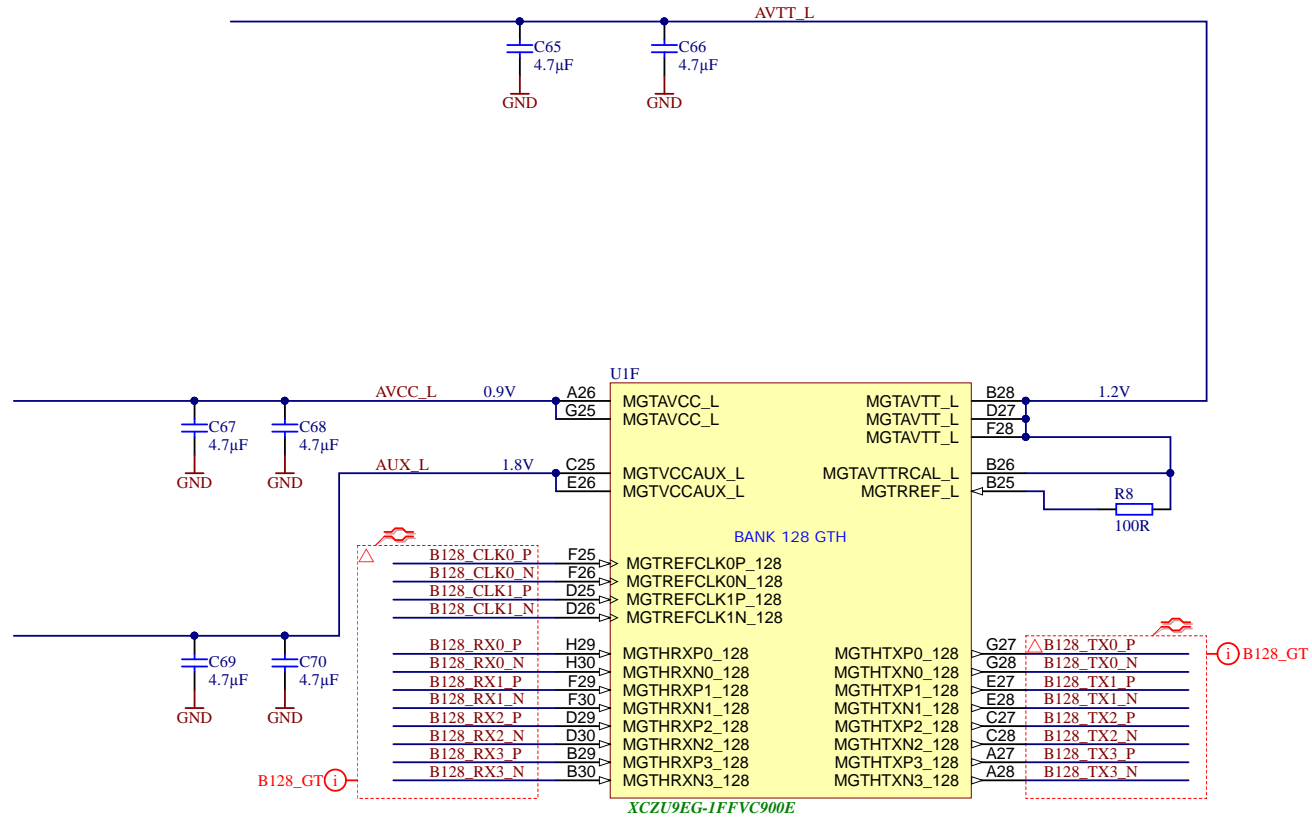 AVTT_L
C65
4.7µF
GND
C66
4.7µF
GND
U1F
AVCC_L 0.9V A26 MGTAVCC_L MGTAVTT_L B28 1.2V
G25 MGTAVCC_L MGTAVTT_L D27
MGTAVTT_L F28
C67
4.7µF
GND
C68
4.7µF
GND
AUX_L 1.8V C25 MGTVCCAUX_L MGTAVTTRCAL_L B26
E26 MGTVCCAUX_L MGTRREF_L B25
R8
100R
BANK 128 GTH
B128_CLK0_P F25 MGTREFCLK0P_128
B128_CLK0_N F26 MGTREFCLK0N_128
B128_CLK1_P D25 MGTREFCLK1P_128
B128_CLK1_N D26 MGTREFCLK1N_128
C69
4.7µF
GND
C70
4.7µF
GND
B128_RX0_P H29 MGTHRXP0_128 MGTHTXP0_128 G27 B128_TX0_P i B128_GT
B128_RX0_N H30 MGTHRXN0_128 MGTHTXN0_128 G28 B128_TX0_N
B128_RX1_P F29 MGTHRXP1_128 MGTHTXP1_128 E27 B128_TX1_P
B128_RX1_N F30 MGTHRXN1_128 MGTHTXN1_128 E28 B128_TX1_N
B128_RX2_P D29 MGTHRXP2_128 MGTHTXP2_128 C27 B128_TX2_P
B128_RX2_N D30 MGTHRXN2_128 MGTHTXN2_128 C28 B128_TX2_N
B128_RX3_P B29 MGTHRXP3_128 MGTHTXP3_128 A27 B128_TX3_P
B128_GT i B128_RX3_N B30 MGTHRXN3_128 MGTHTXN3_128 A28 B128_TX3_N
XCZU9EG-1FFVC900E